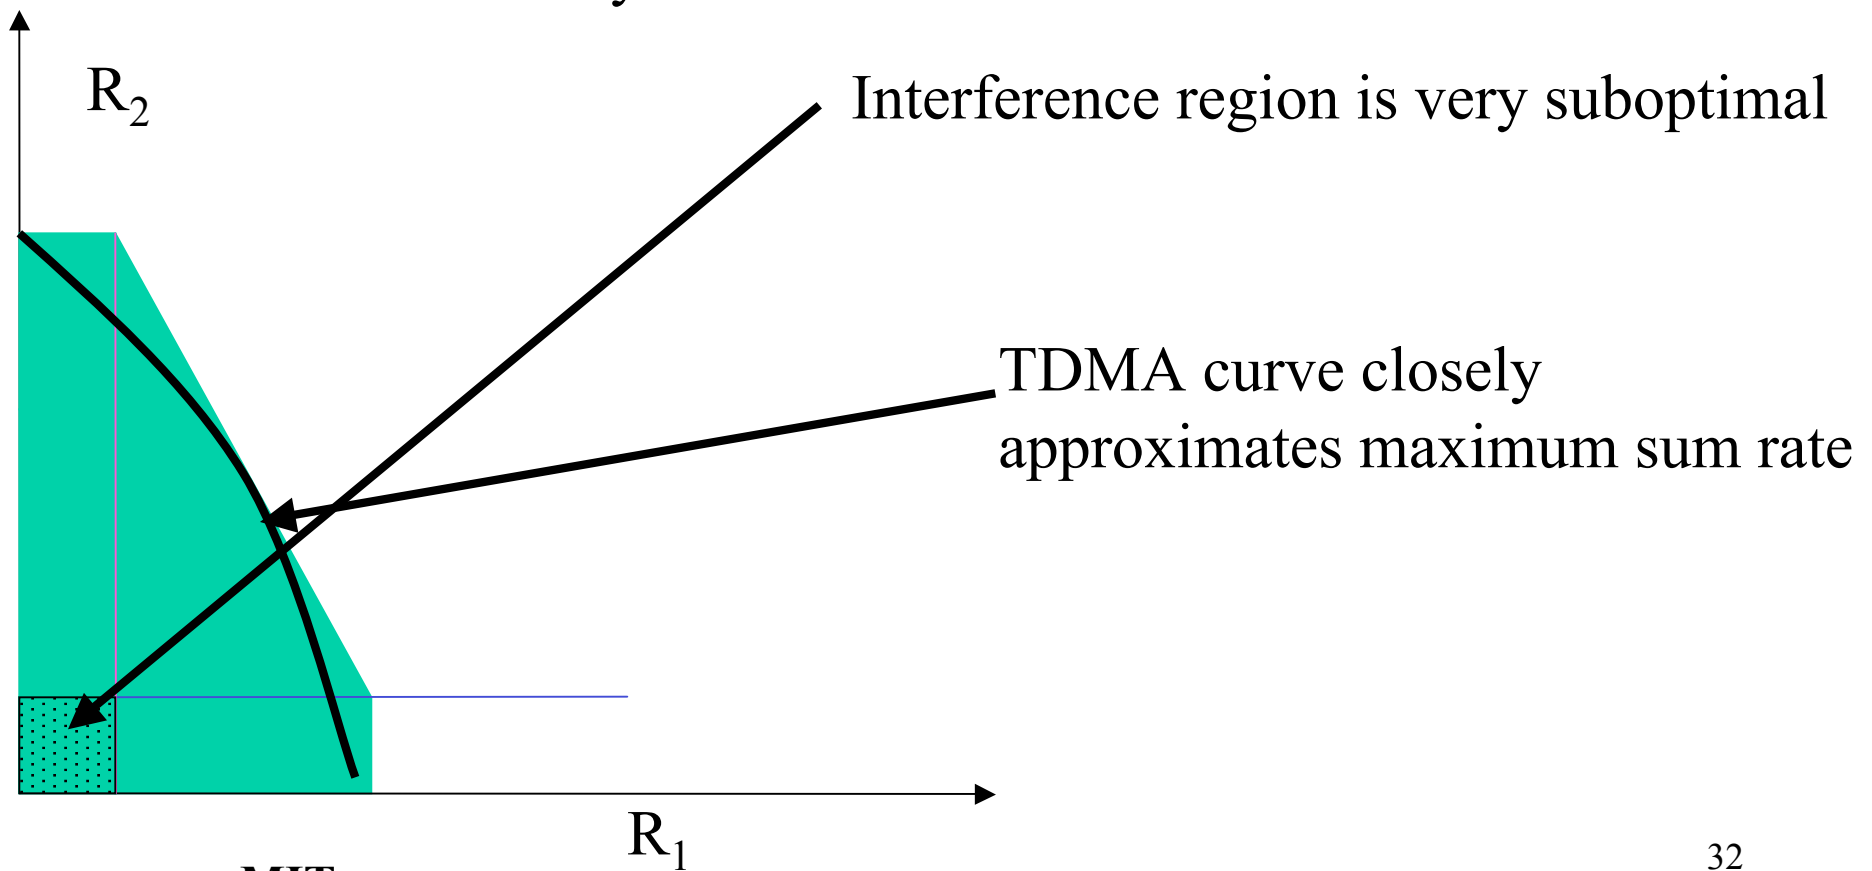 R₂
Interference region is very suboptimal
TDMA curve closely
approximates maximum sum rate
R₁
32